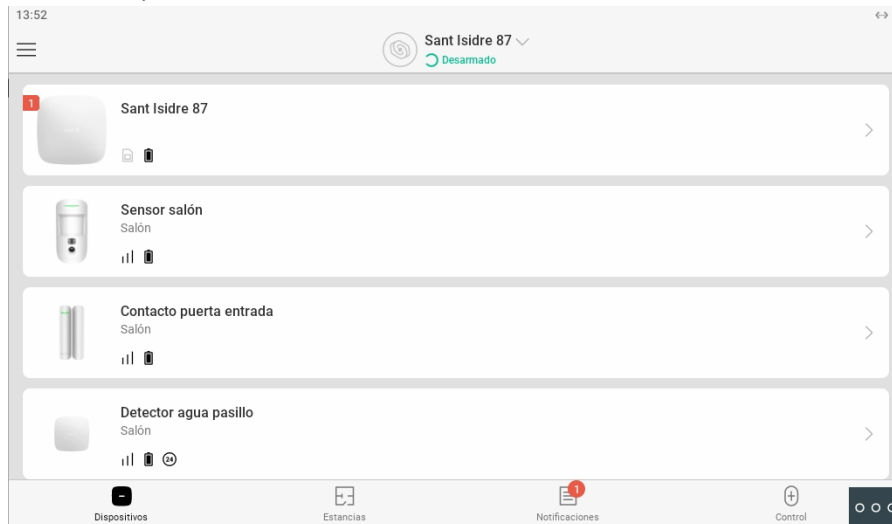 13:52
Sant Isidre 87
Desarmado
1
Sant Isidre 87
Sensor salón
Salón
Contacto puerta entrada
Salón
Detector agua pasillo
Salón
24
1
Dispositivos
Estancias
Notificaciones
Control